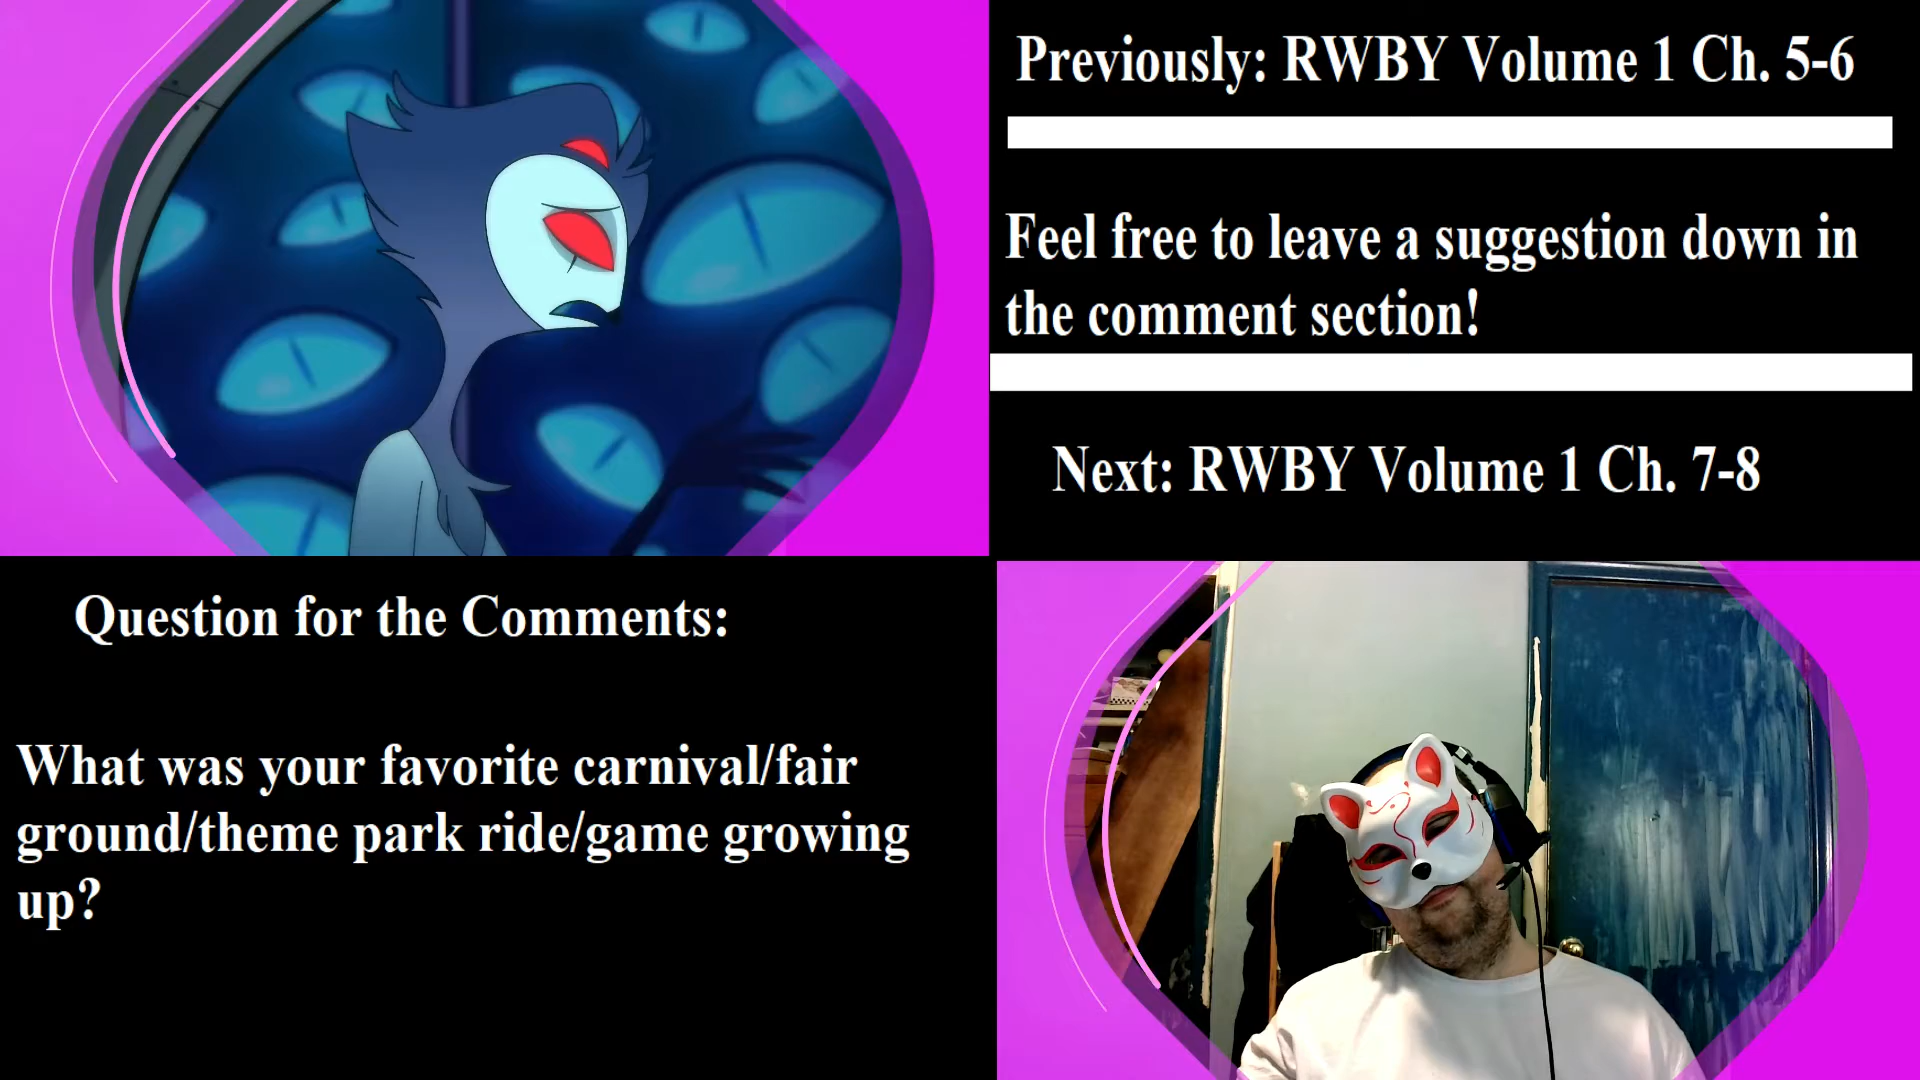 Previously: RWBY Volume 1 Ch. 5-6
Feel free to leave a suggestion down in
the comment section!
Next: RWBY Volume 1 Ch. 7-8
Question for the Comments:
What was your favorite carnival/fair
ground/theme park ride/game growing
up?